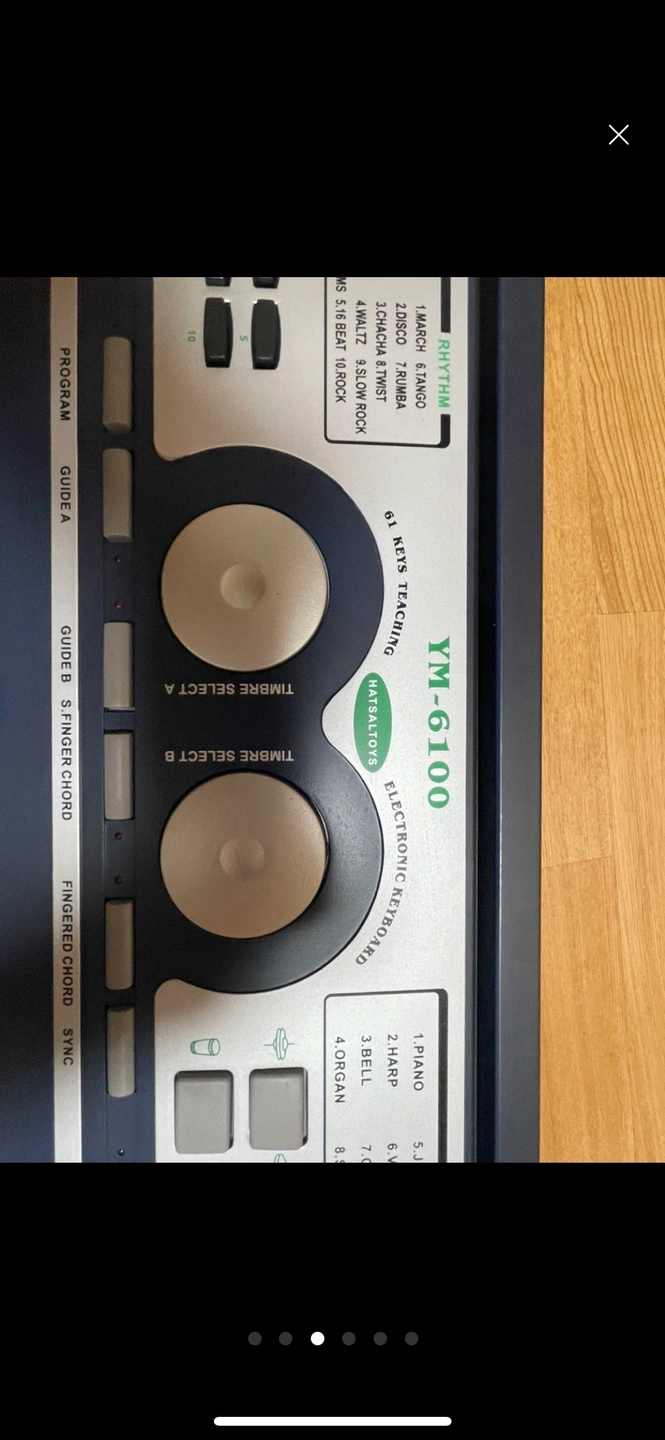 RHYTHM
1.MARCH 6.TANGO
2.DISCO 7.RUMBA
3.CHACHA 8.TWIST
4.WALTZ 9.SLOW ROCK
5.16 BEAT 10.ROCK
5
10
YM-6100
61 KEYS TEACHING
HATSALTOYS
ELECTRONIC KEYBOARD
TIMBRE SELECT A
TIMBRE SELECT B
1.PIANO
2.HARP
3.BELL
4.ORGAN
PROGRAM GUIDE A GUIDE B S.FINGER CHORD FINGERED CHORD SYNC